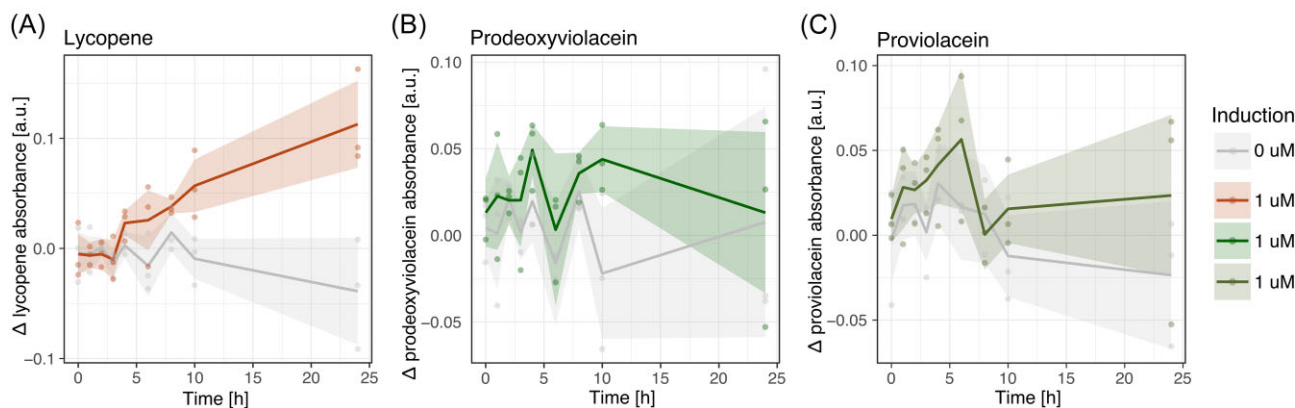 (A)
Lycopene
Δ lycopene absorbance [a.u.]
0.1
0.0
−0.1
0 5 10 15 20 25
Time [h]
(B)
Prodeoxyviolacein
Δ prodeoxyviolacein absorbance [a.u.]
0.10
0.05
0.00
−0.05
0 5 10 15 20 25
Time [h]
(C)
Proviolacein
Δ proviolacein absorbance [a.u.]
0.10
0.05
0.00
−0.05
0 5 10 15 20 25
Time [h]
Induction
0 uM
1 uM
1 uM
1 uM